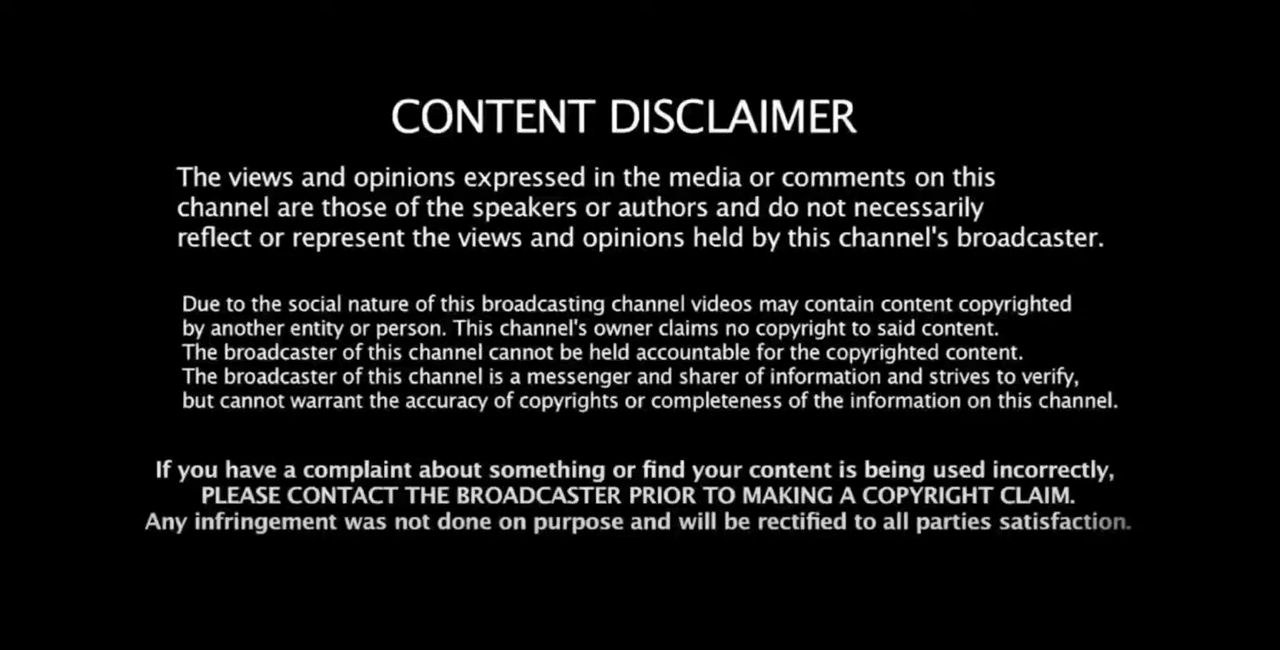 CONTENT DISCLAIMER
The views and opinions expressed in the media or comments on this
channel are those of the speakers or authors and do not necessarily
reflect or represent the views and opinions held by this channel's broadcaster.
Due to the social nature of this broadcasting channel videos may contain content copyrighted
by another entity or person. This channel's owner claims no copyright to said content.
The broadcaster of this channel cannot be held accountable for the copyrighted content.
The broadcaster of this channel is a messenger and sharer of information and strives to verify,
but cannot warrant the accuracy of copyrights or completeness of the information on this channel.
If you have a complaint about something or find your content is being used incorrectly,
PLEASE CONTACT THE BROADCASTER PRIOR TO MAKING A COPYRIGHT CLAIM.
Any infringement was not done on purpose and will be rectified to all parties satisfaction.